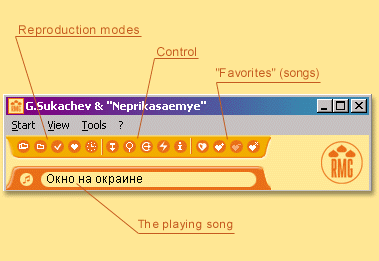 Reproduction modes
Control
"Favorites" (songs)
G.Sukachev & "Neprikasaemye"
Start View Tools ?
RMG
Окно на окраине
The playing song